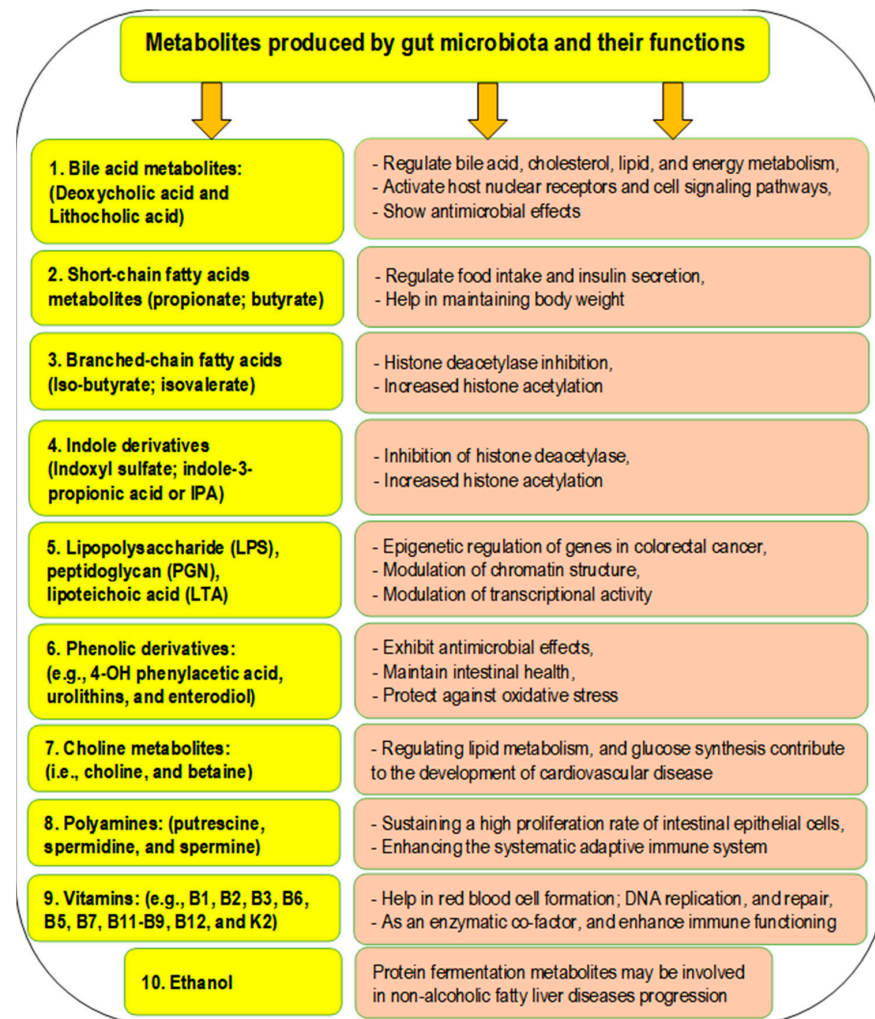 Metabolites produced by gut microbiota and their functions
1. Bile acid metabolites:
(Deoxycholic acid and
Lithocholic acid)
- Regulate bile acid, cholesterol, lipid, and energy metabolism,
- Activate host nuclear receptors and cell signaling pathways,
- Show antimicrobial effects
2. Short-chain fatty acids
metabolites (propionate; butyrate)
- Regulate food intake and insulin secretion,
- Help in maintaining body weight
3. Branched-chain fatty acids
(Iso-butyrate; isovalerate)
- Histone deacetylase inhibition,
- Increased histone acetylation
4. Indole derivatives
(Indoxyl sulfate; indole-3-
propionic acid or IPA)
- Inhibition of histone deacetylase,
- Increased histone acetylation
5. Lipopolysaccharide (LPS),
peptidoglycan (PGN),
lipoteichoic acid (LTA)
- Epigenetic regulation of genes in colorectal cancer,
- Modulation of chromatin structure,
- Modulation of transcriptional activity
6. Phenolic derivatives:
(e.g., 4-OH phenylacetic acid,
urolithins, and enterodiol)
- Exhibit antimicrobial effects,
- Maintain intestinal health,
- Protect against oxidative stress
7. Choline metabolites:
(i.e., choline, and betaine)
- Regulating lipid metabolism, and glucose synthesis contribute
to the development of cardiovascular disease
8. Polyamines: (putrescine,
spermidine, and spermine)
- Sustaining a high proliferation rate of intestinal epithelial cells,
- Enhancing the systematic adaptive immune system
9. Vitamins: (e.g., B1, B2, B3, B6,
B5, B7, B11-B9, B12, and K2)
- Help in red blood cell formation; DNA replication, and repair,
- As an enzymatic co-factor, and enhance immune functioning
10. Ethanol
Protein fermentation metabolites may be involved
in non-alcoholic fatty liver diseases progression